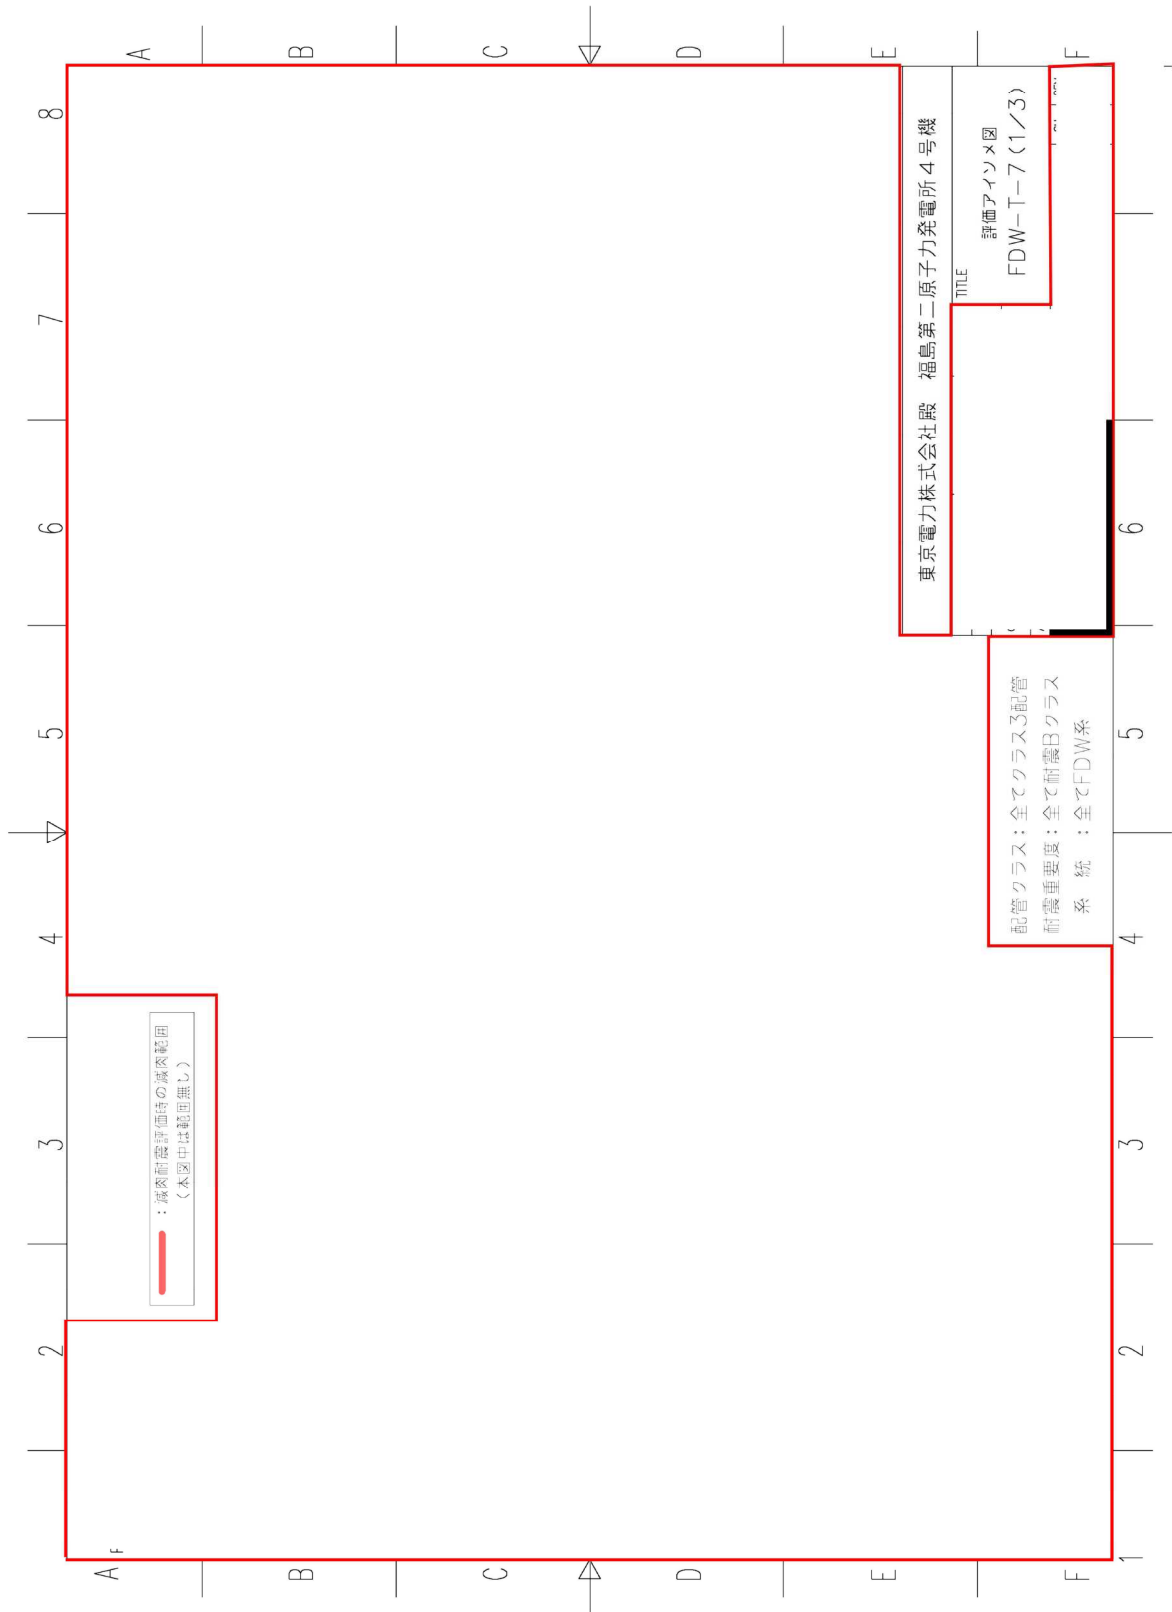 1
2
3
4
5
6
7
8
A
B
C
D
E
F
A
B
C
D
E
F
:減肉耐震評価時の減肉範囲
(本図中は範囲無し)
配管クラス:全てクラス3配管
耐震重要度:全て耐震Bクラス
系 統 :全てFDW系
東京電力株式会社殿 福島第二原子力発電所4号機
TITLE
評価アイソメ図
FDW-T-7(1/3)
2
3
4
5
6